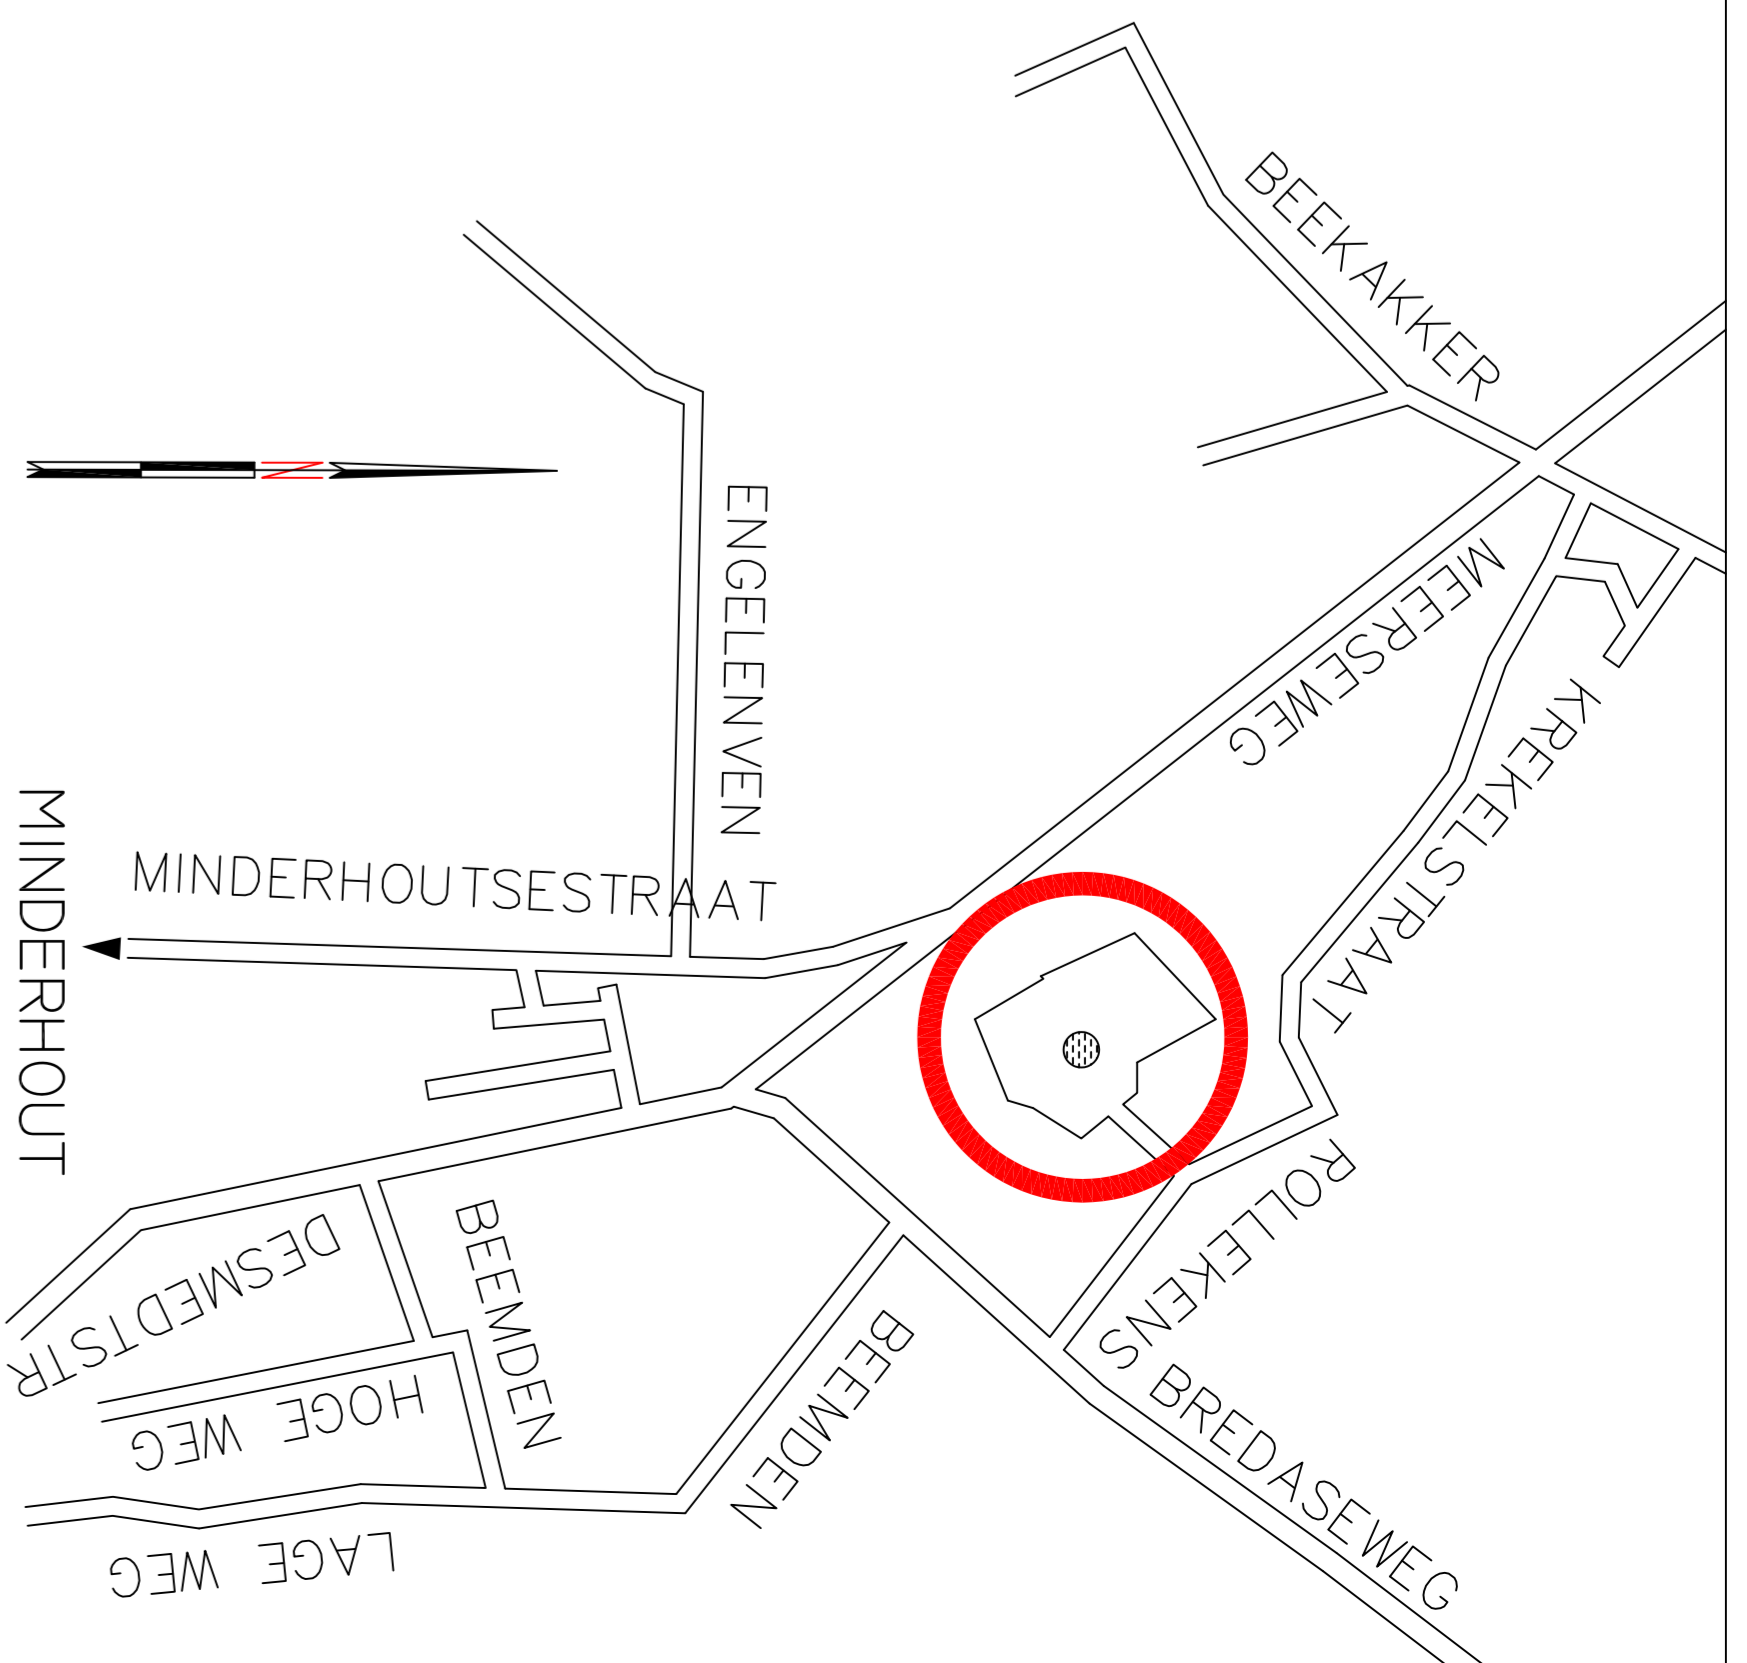 BEEKAKKER
MEERSEWEG
KREKELSTRAAT
ENGELENVEN
N
MINDERHOUTSESTRAAT
MINDERHOUT
ROLLEKENS
BREDASEWEG
BEEMDEN
BEEMDEN
DESMEDTSTR
HOGE WEG
LAGE WEG